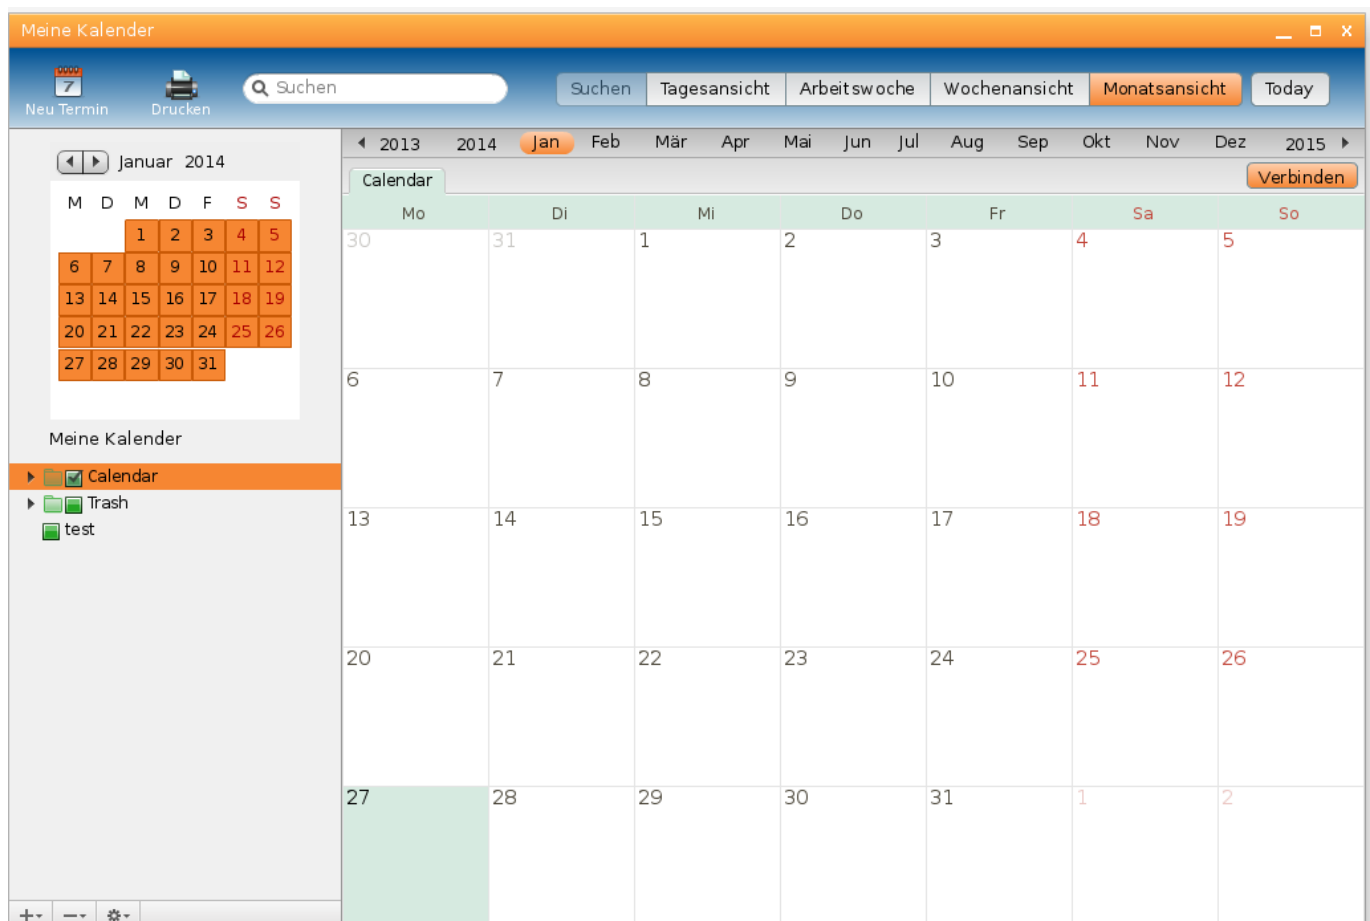 Meine Kalender
7
Neu Termin Drucken Suchen Suchen Tagesansicht Arbeitswoche Wochenansicht Monatsansicht Today
2013 2014 Jan Feb Mär Apr Mai Jun Jul Aug Sep Okt Nov Dez 2015
Januar 2014
M D M D F S S
1 2 3 4 5
6 7 8 9 10 11 12
13 14 15 16 17 18 19
20 21 22 23 24 25 26
27 28 29 30 31
Meine Kalender
Calendar
Trash
test
Calendar Verbinden
Mo Di Mi Do Fr Sa So
30 31 1 2 3 4 5
6 7 8 9 10 11 12
13 14 15 16 17 18 19
20 21 22 23 24 25 26
27 28 29 30 31 1 2